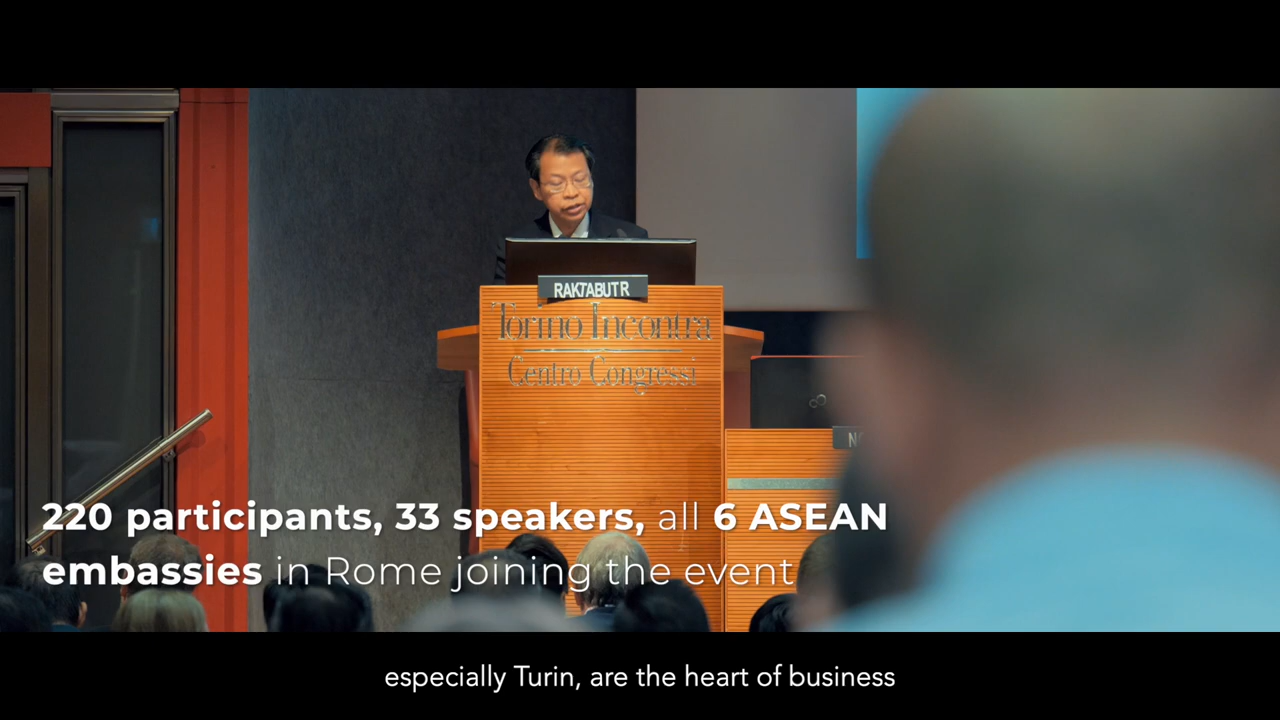 RAKTABUTR
Torino Incontra
Centro Congressi
220 participants, 33 speakers, all 6 ASEAN
embassies in Rome joining the event
especially Turin, are the heart of business